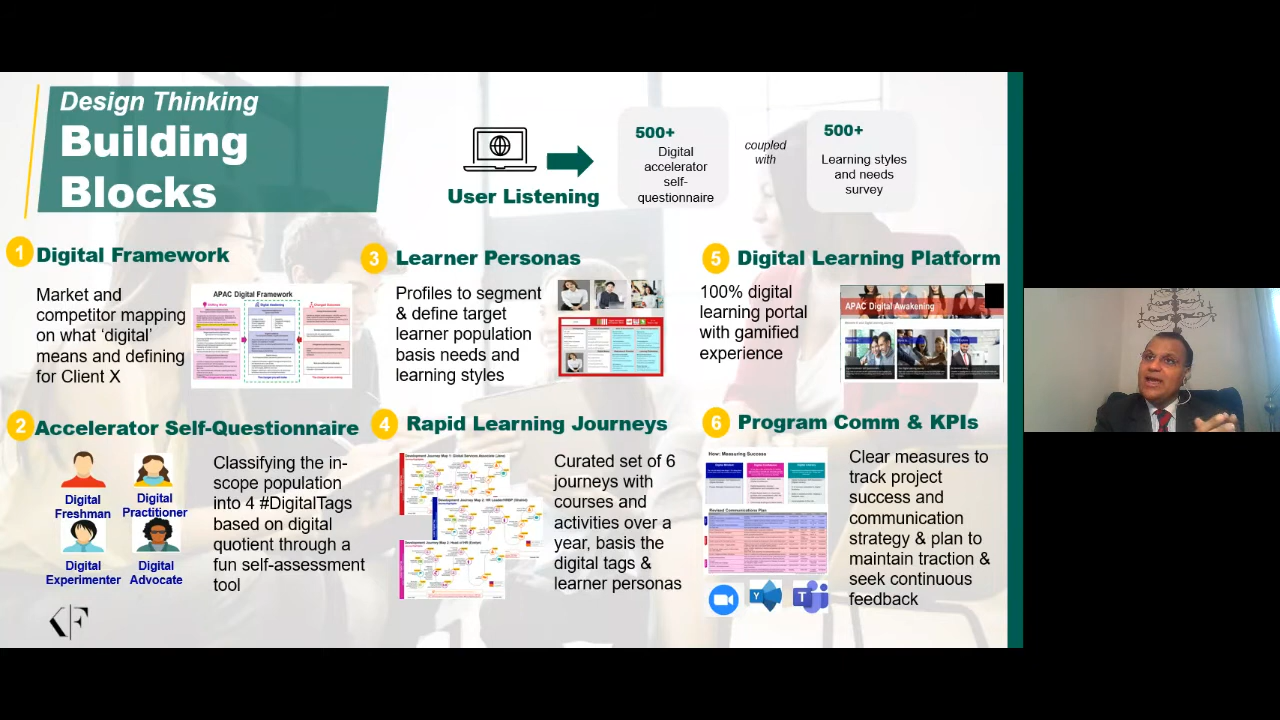 Design Thinking
Building
Blocks
User Listening
500+
Digital
accelerator
self-
questionnaire
coupled
with
500+
Learning styles
and needs
survey
1 Digital Framework
Market and
competitor mapping
on what 'digital'
means and defining
for Client X
APAC Digital Framework
2 Accelerator Self-Questionnaire
Digital
Freshman
Digital
Practitioner
Digital
Experimenter
Digital
Advocate
Classifying the in-
scope population
into 4 #DigitalTags
based on digital
quotient through a
fun self-assessment
tool
3 Learner Personas
Profiles to segment
& define target
learner population
basis needs and
learning styles
4 Rapid Learning Journeys
Curated set of 6
journeys with
courses and
activities over a
year, basis the
digital tags &
learner personas
5 Digital Learning Platform
100% digital
learning portal
with gamified
experience
APAC Digital Awakening
6 Program Comm & KPIs
How: Measuring Success
Revised Communications Plan
Clear measures to
track project
success and
communication
strategy & plan to
maintain traction &
seek continuous
feedback
KF